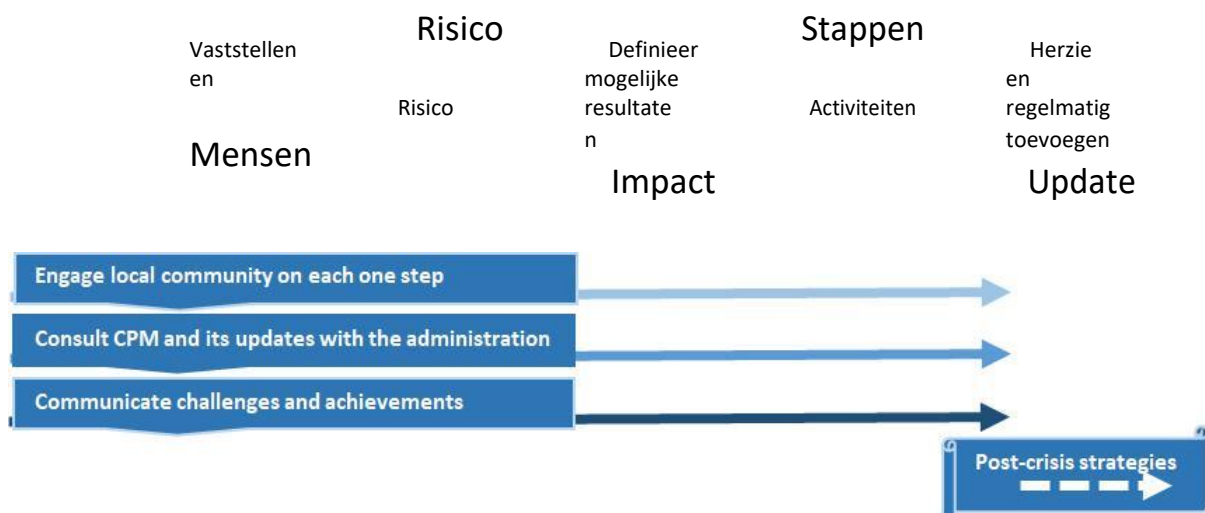 Risico
Stappen
Vaststellen
en
Mensen
Risico
Definieer
mogelijke
resultate
n
Impact
Activiteiten
Herzie
en
regelmatig
toevoegen
Update
Engage local community on each one step
Consult CPM and its updates with the administration
Communicate challenges and achievements
Post-crisis strategies